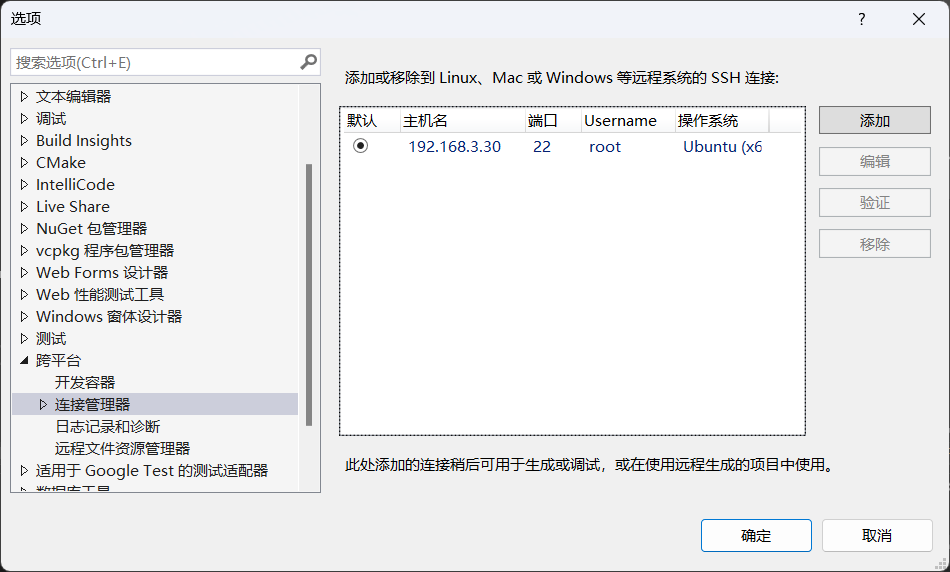 选项
?
搜索选项(Ctrl+E)
文本编辑器
调试
Build Insights
CMake
IntelliCode
Live Share
NuGet 包管理器
vcpkg 程序包管理器
Web Forms 设计器
Web 性能测试工具
Windows 窗体设计器
测试
跨平台
开发容器
连接管理器
日志记录和诊断
远程文件资源管理器
适用于 Google Test 的测试适配器
数据库工具
添加或移除到 Linux、Mac 或 Windows 等远程系统的 SSH 连接:
默认 主机名 端口 Username 操作系统
192.168.3.30 22 root Ubuntu (x6
添加
编辑
验证
移除
此处添加的连接稍后可用于生成或调试，或在使用远程生成的项目中使用。
确定
取消